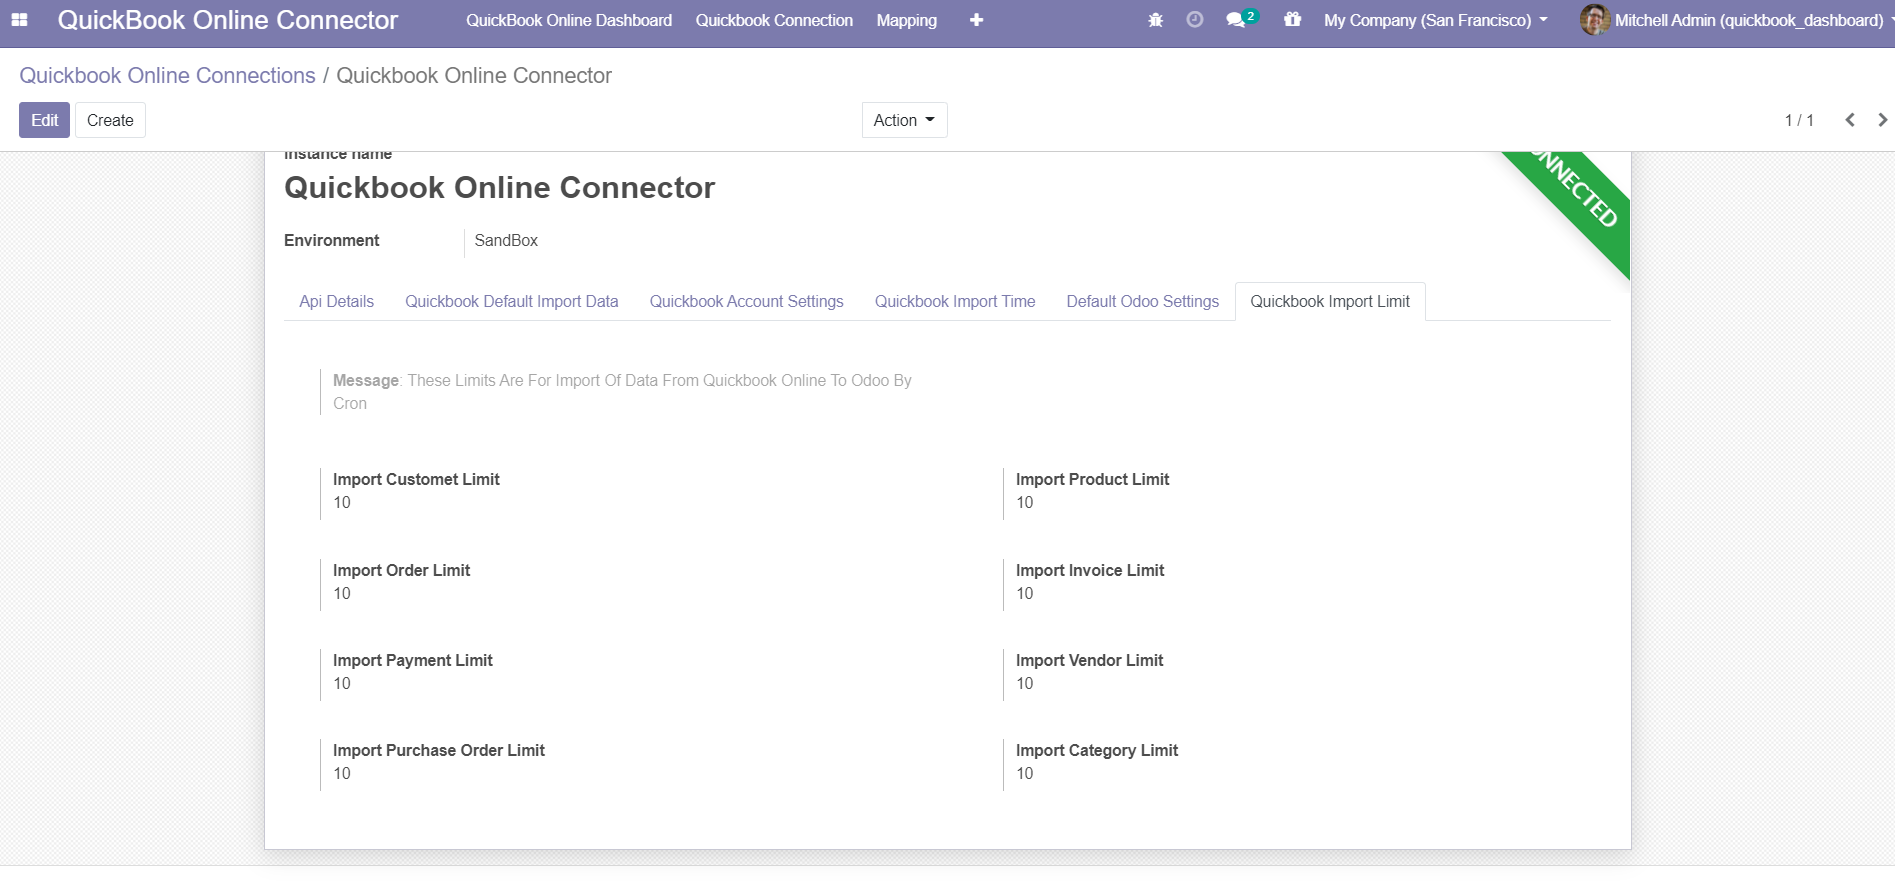 QuickBook Online Connector QuickBook Online Dashboard Quickbook Connection Mapping 2 My Company (San Francisco) Mitchell Admin (quickbook_dashboard)
Quickbook Online Connections / Quickbook Online Connector
Edit Create Action 1 / 1
Instance name
Quickbook Online Connector
Environment SandBox
Api Details Quickbook Default Import Data Quickbook Account Settings Quickbook Import Time Default Odoo Settings Quickbook Import Limit
Message: These Limits Are For Import Of Data From Quickbook Online To Odoo By
Cron
Import Customet Limit Import Product Limit
10 10
Import Order Limit Import Invoice Limit
10 10
Import Payment Limit Import Vendor Limit
10 10
Import Purchase Order Limit Import Category Limit
10 10